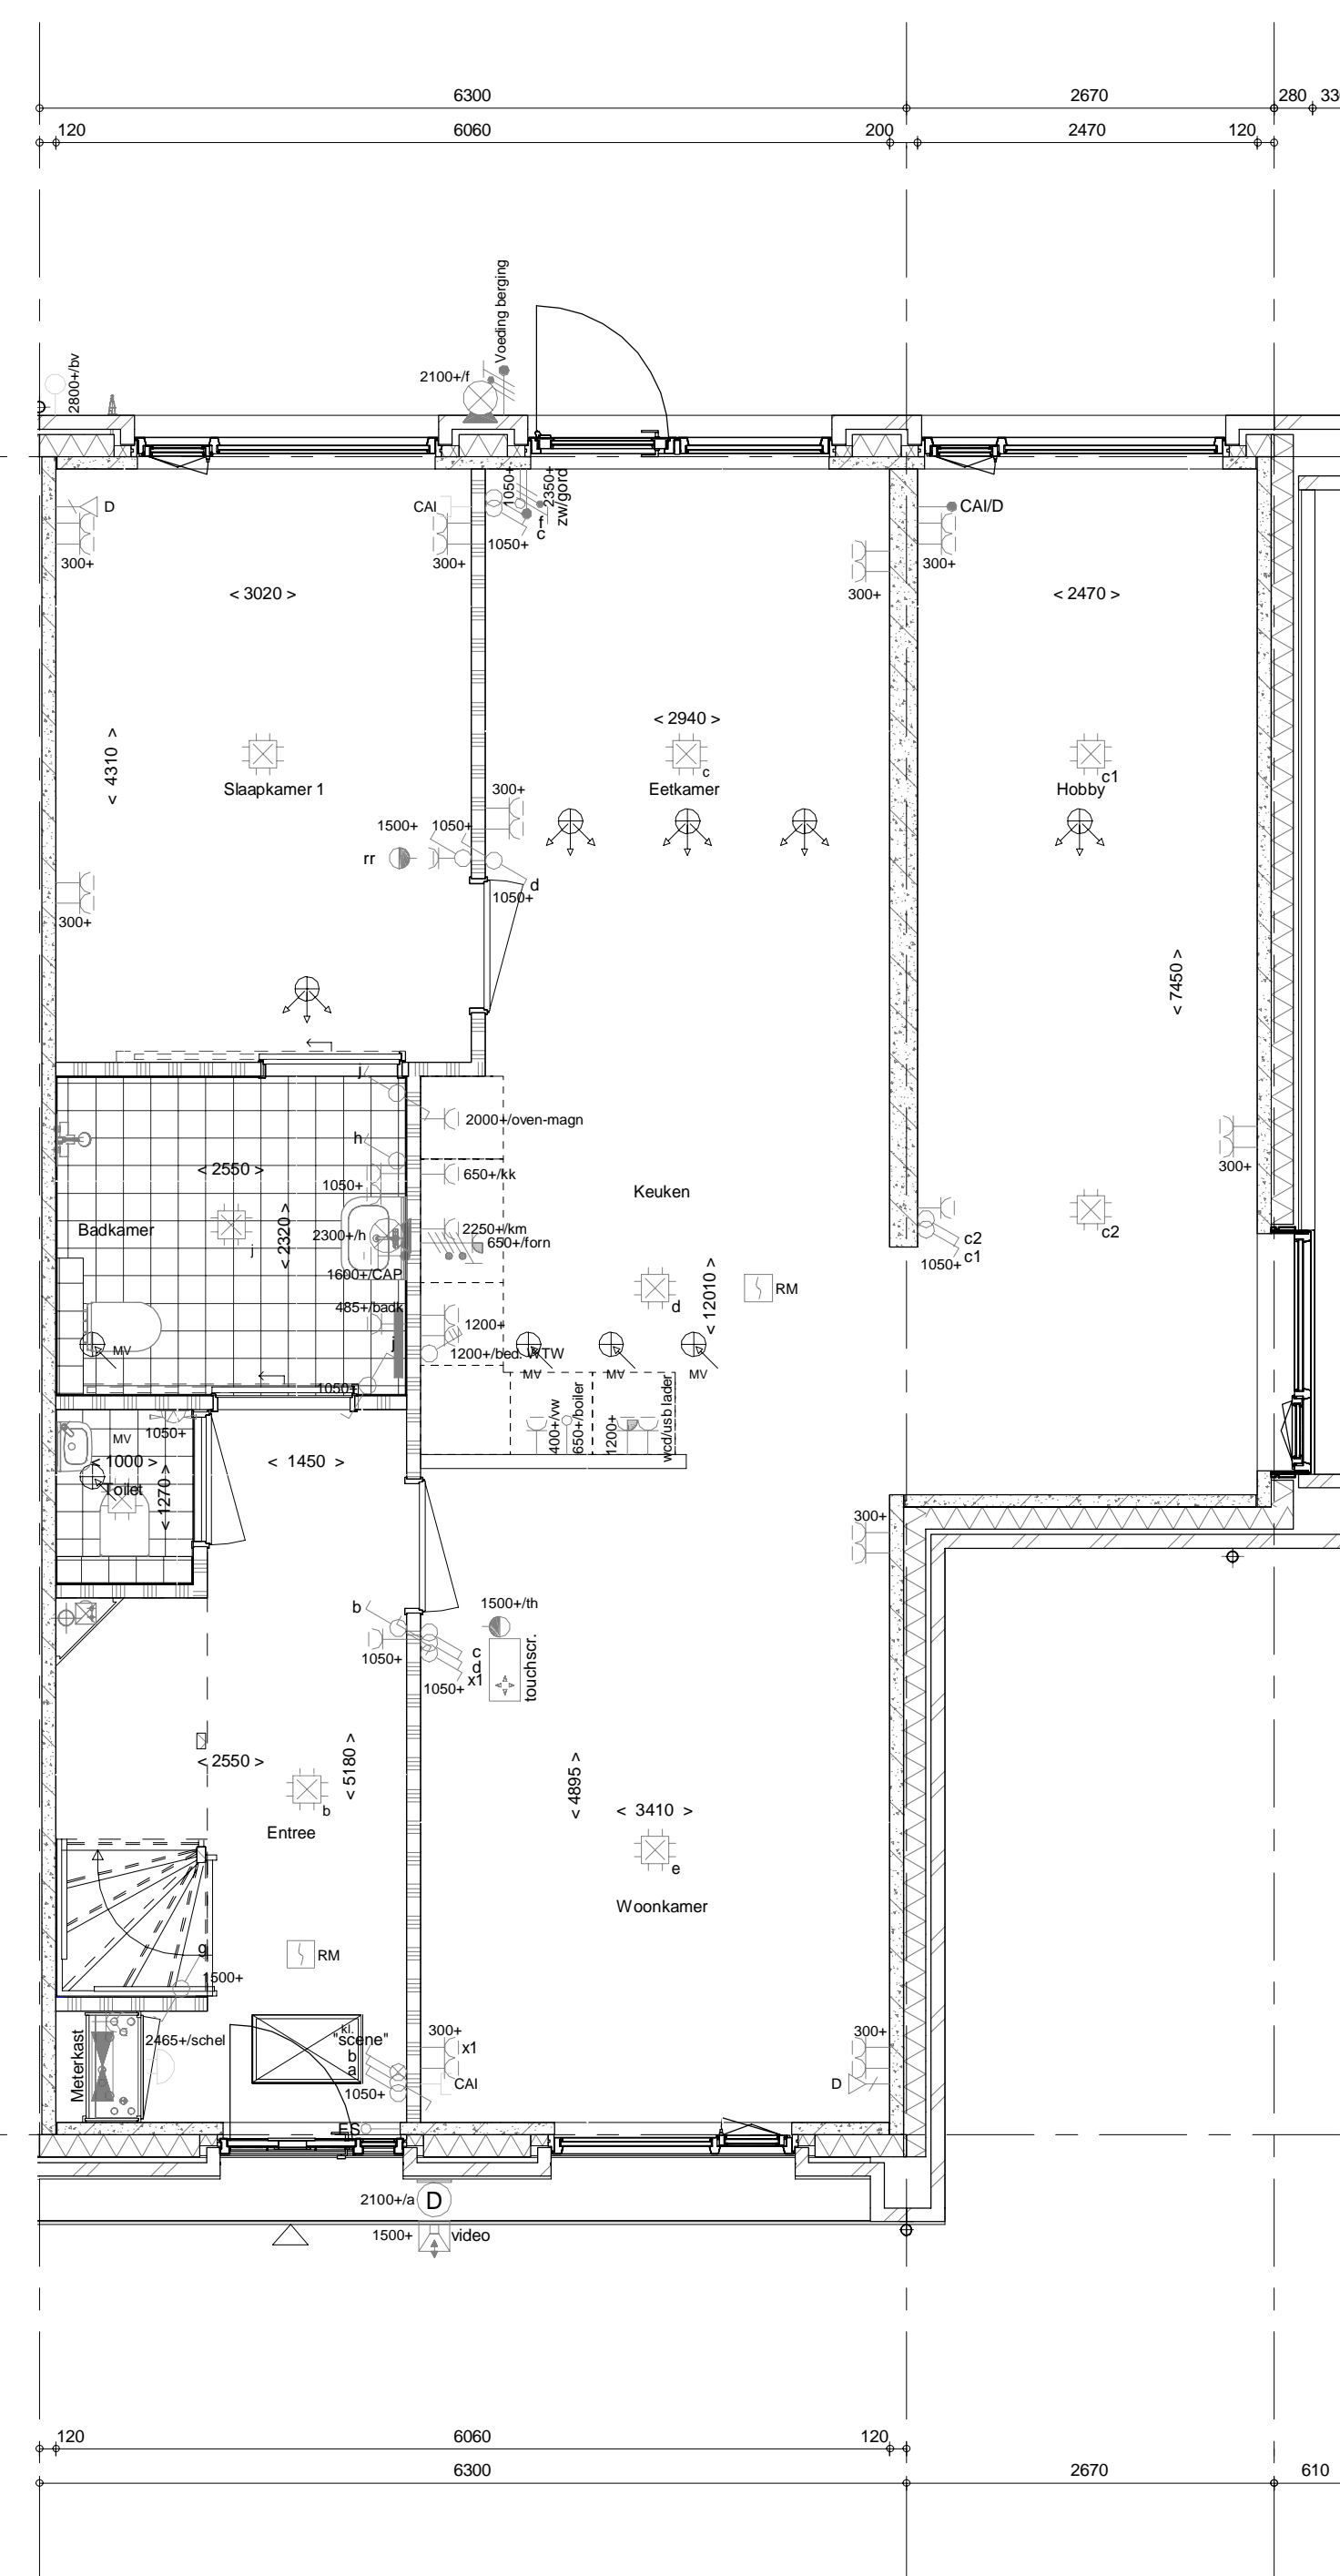 6300
2670
280
120
6060
200
2470
120
Voeding berging
2800+/bv
2100+/f
D
300+
CAI
300+
1050+
2350+
zw/gord
f
c
1050+
CAI/D
300+
300+
< 3020 >
< 2470 >
< 2940 >
< 4310 >
c
c1
Slaapkamer 1
Eetkamer
Hobby
300+
1500+
1050+
rr
d
1050+
300+
< 7450 >
j
2000+/oven-magn
h
650+/kk
< 2550 >
1050+
300+
Keuken
Badkamer
j
< 2320 >
2300+/h
2250+/km
650+/forn
c2
c2
c1
1050+
1600+/CAP
485+/badk
< 12010 >
d
RM
1200+
j
1200+/bed. WTW
MV
MV
MV
MV
1050+
400+/vw
650+/boiler
1200+
wcd/usb lader
1050+
MV
< 1000 >
Toilet
< 1270 >
< 1450 >
300+
b
1500+/th
1050+
c
d
x1
1050+
touchscr.
< 2550 >
< 5180 >
< 4895 >
< 3410 >
b
Entree
e
Woonkamer
g
RM
1500+
Meterkast
2465+/schel
kl.
"scene"
b
a
1050+
300+
x1
CAI
300+
D
ES
2100+/a
D
1500+
video
120
6060
120
6300
2670
610